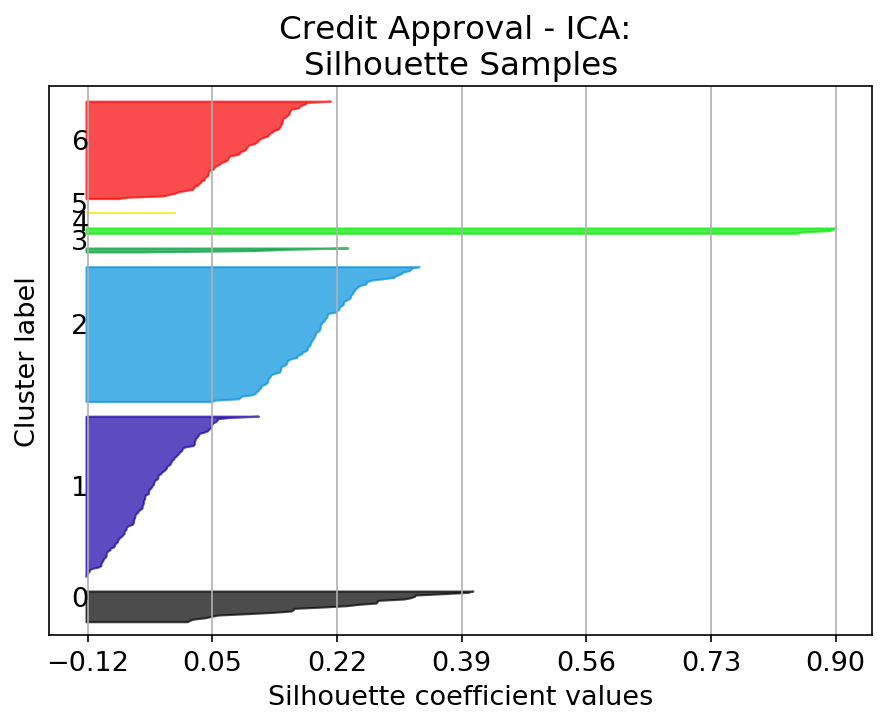 Credit Approval - ICA:
Silhouette Samples
Cluster label
6
5
4
3
2
1
0
−0.12 0.05 0.22 0.39 0.56 0.73 0.90
Silhouette coefficient values